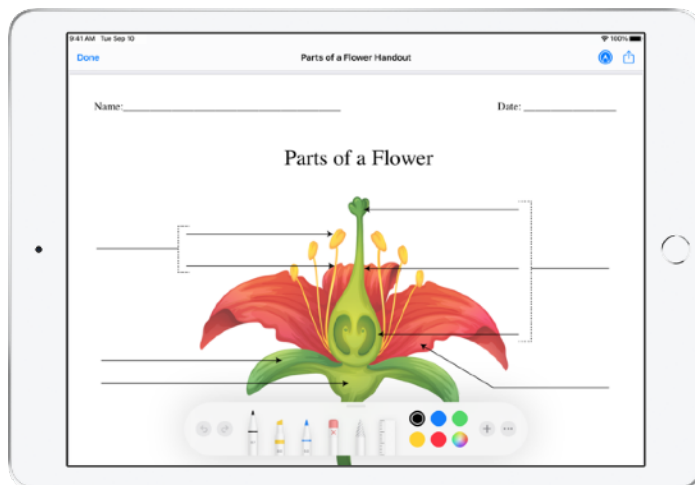 9:41 AM Tue Sep 10 100%
Done Parts of a Flower Handout
Name: Date:
Parts of a Flower